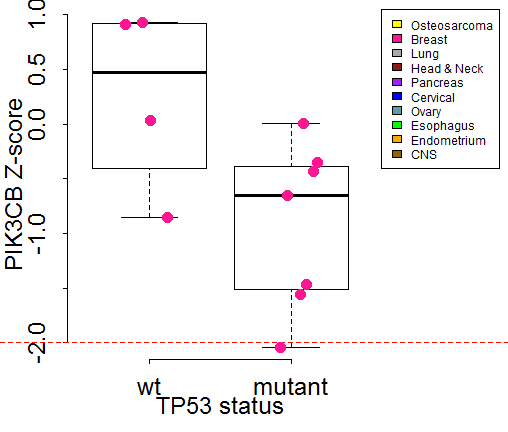 1.0
0.5
0.0
-1.0
-2.0
PIK3CB Z-score
wt
mutant
TP53 status
Osteosarcoma
Breast
Lung
Head & Neck
Pancreas
Cervical
Ovary
Esophagus
Endometrium
CNS